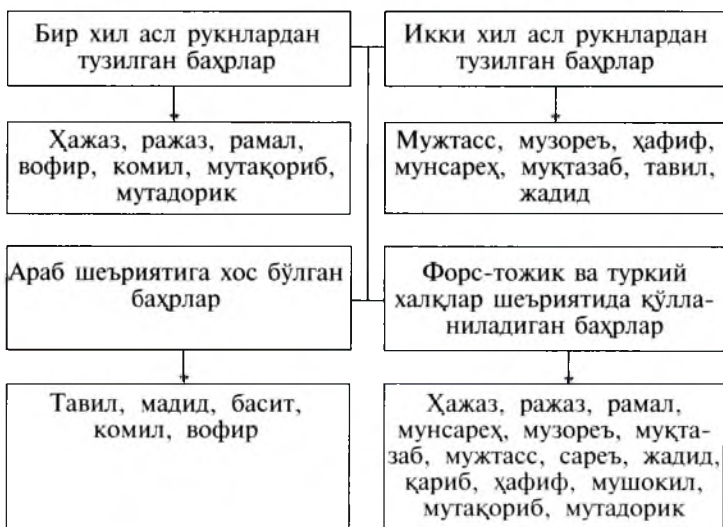 Бир хил асл рукнлардан
тузилган баҳрлар
Икки хил асл рукнлардан
тузилган баҳрлар
Ҳажаз, ражаз, рамал,
вофир, комил, мутақориб,
мутадорик
Мужтасс, музореъ, ҳафиф,
мунсареҳ, муқтазаб, тавил,
жадид
Араб шеъриятига хос бўлган
баҳрлар
Форс-тожик ва туркий
халқлар шеъриятида қўлла-
ниладиган баҳрлар
Тавил, мадид, басит,
комил, вофир
Ҳажаз, ражаз, рамал,
мунсареҳ, музореъ, муқта-
заб, мужтасс, сареъ, жадид,
қариб, ҳафиф, мушокил,
мутақориб, мутадорик